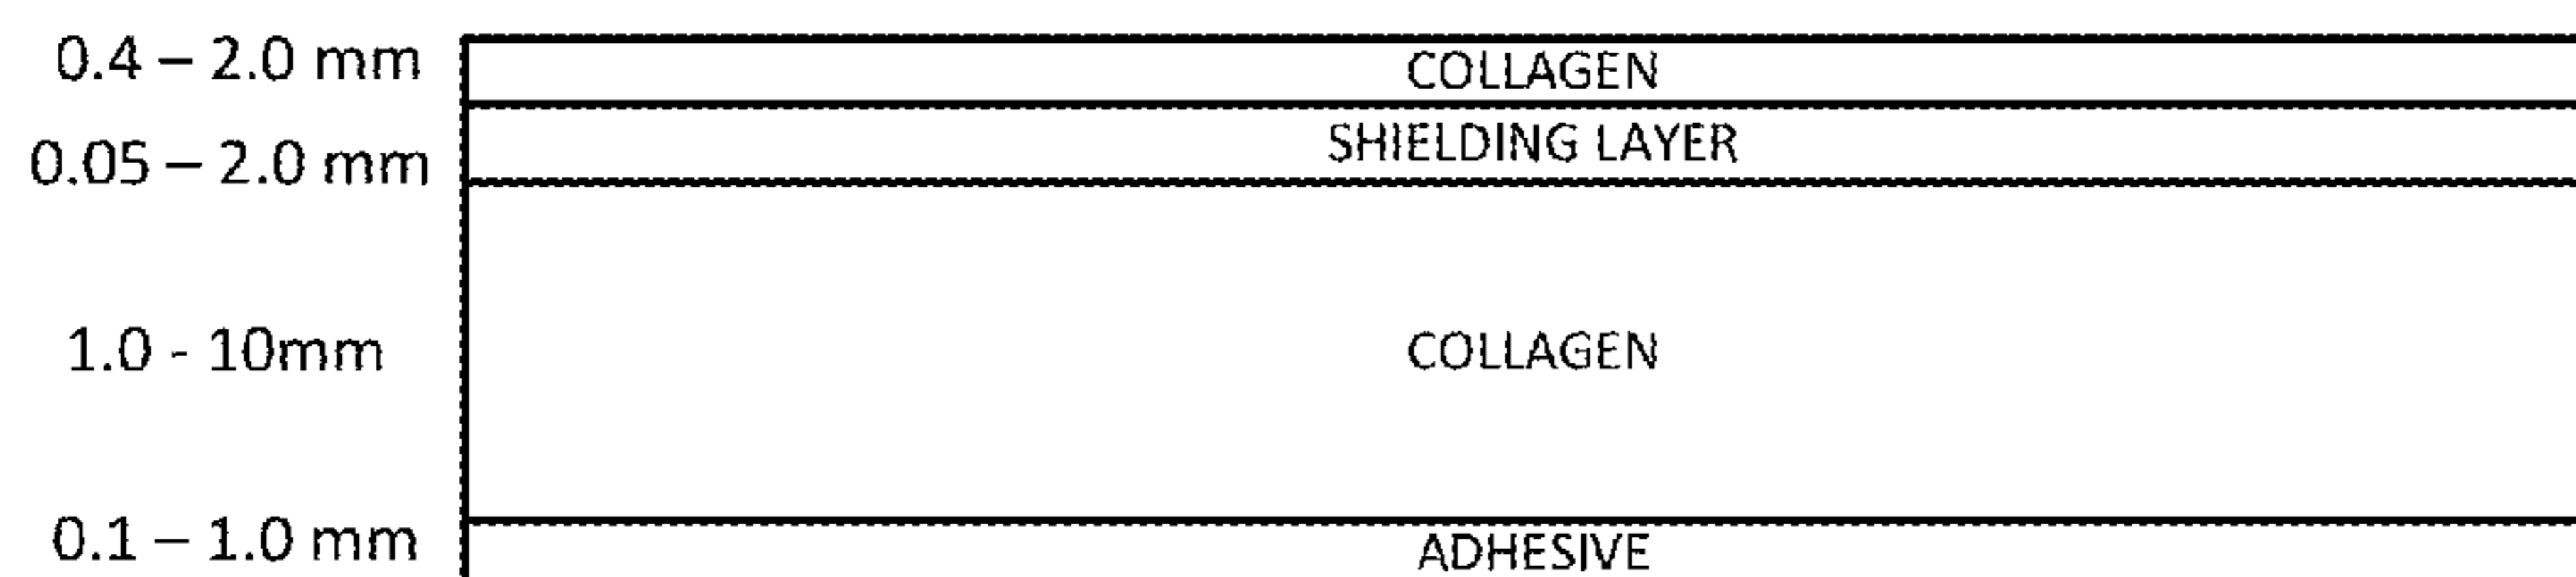 0.4 – 2.0 mm COLLAGEN
0.05 – 2.0 mm SHIELDING LAYER
1.0 - 10mm COLLAGEN
0.1 – 1.0 mm ADHESIVE